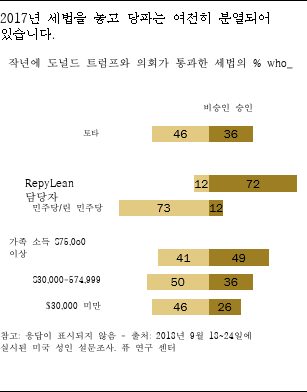 2017년 세법을 놓고 당파는 여전히 분열되어
있습니다.
작년에 도널드 트럼프와 의회가 통과한 세법의 % who_
비승인 승인
토타 46 36
RepyLean
담당자 12 72
민주당/린 민주당 73 12
가족 소득 $75,0o0
이상 41 49
$30,000-$74,999 50 36
$30,000 미만 46 26
참고: 응답이 표시되지 않음 - 출처: 2018년 9월 18~24일에
실시된 미국 성인 설문조사. 퓨 연구 센터